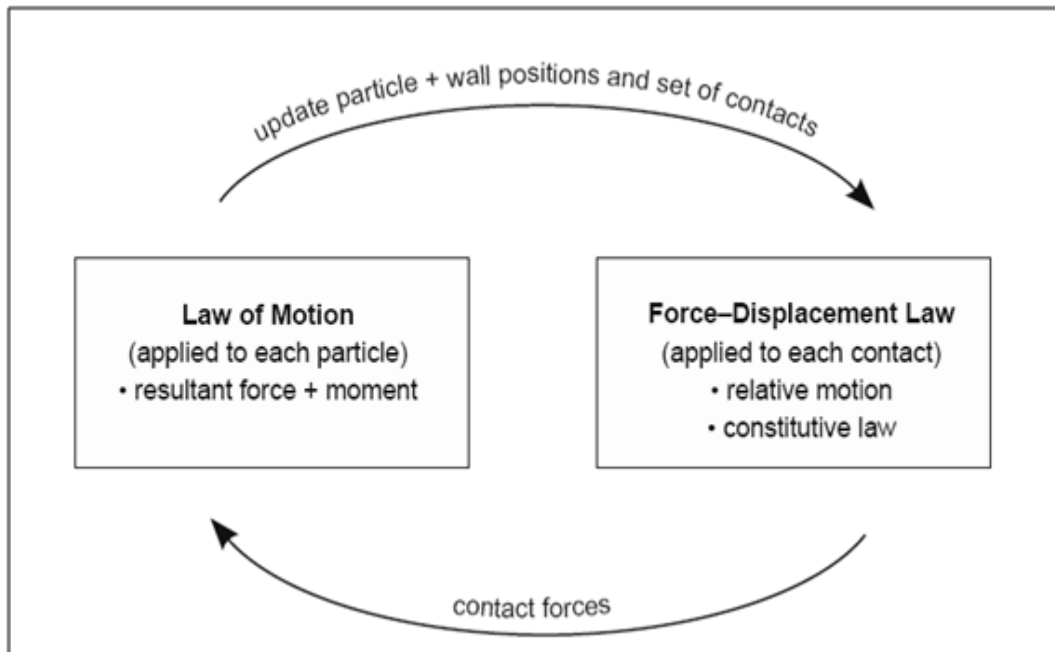 update particle + wall positions and set of contacts
Law of Motion
(applied to each particle)
• resultant force + moment
Force–Displacement Law
(applied to each contact)
• relative motion
• constitutive law
contact forces